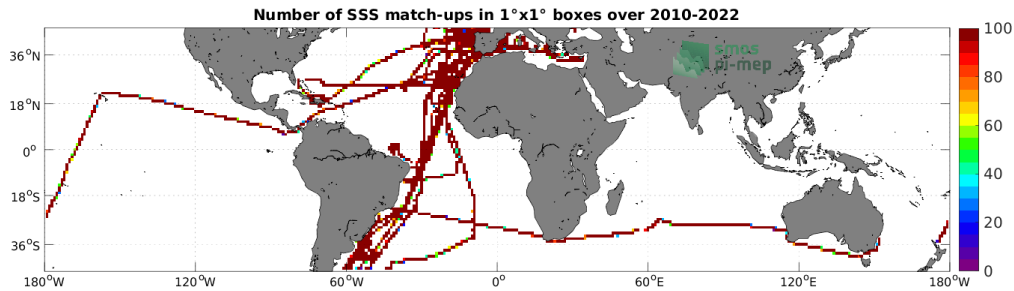 Number of SSS match-ups in 1°x1° boxes over 2010-2022
36°N
18°N
0°
18°S
36°S
180°W
120°W
60°W
0°
60°E
120°E
180°E
100
80
60
40
20
0
smos
pi-mep